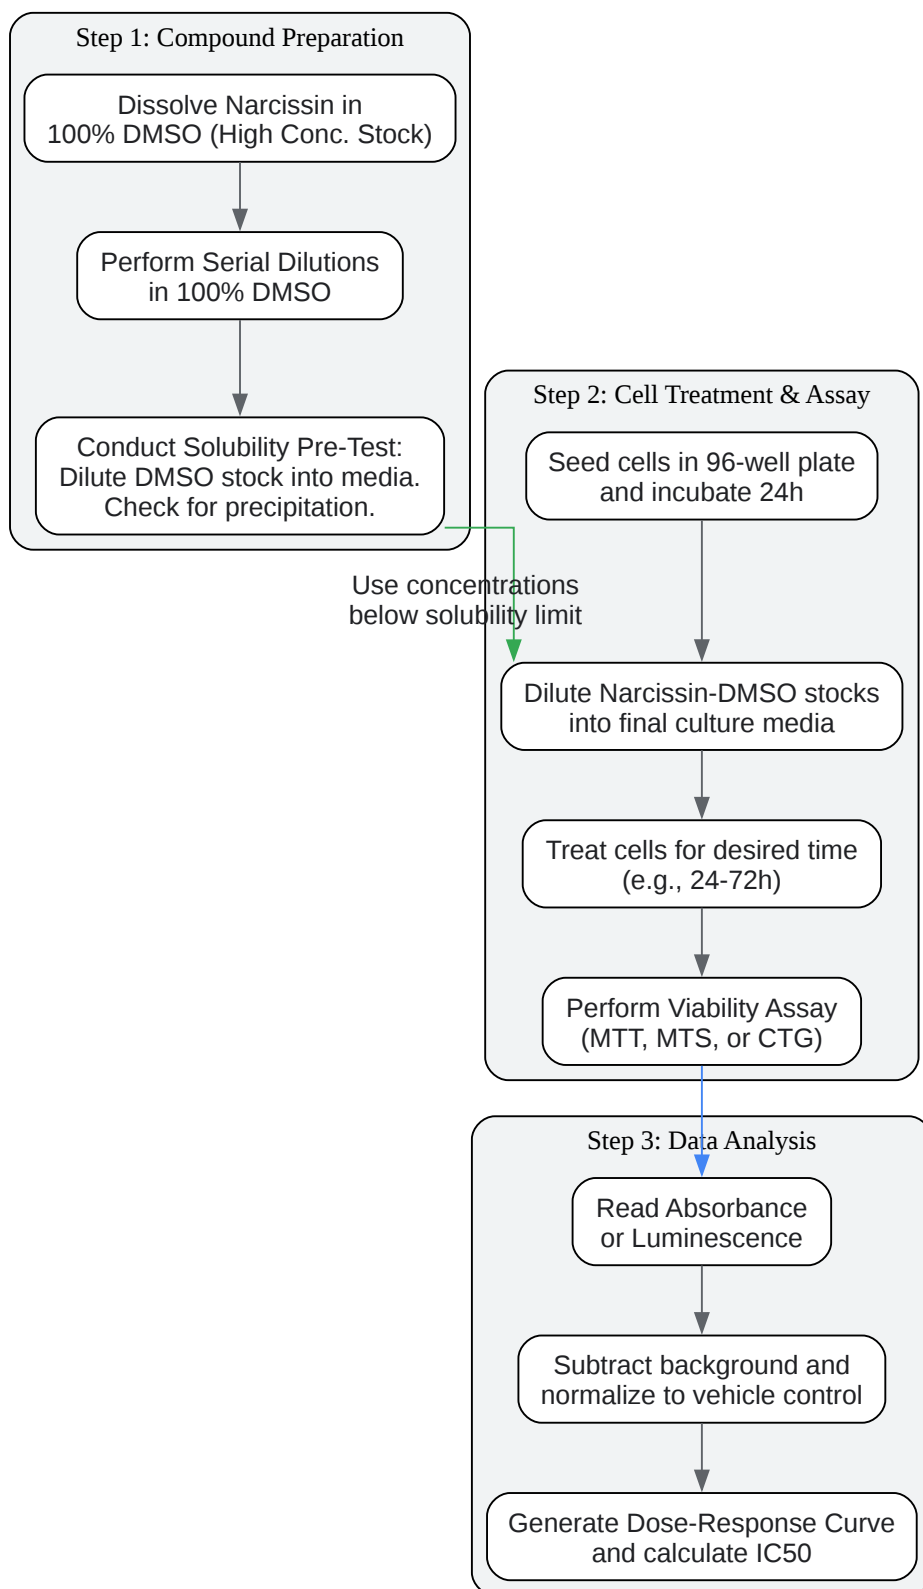 Step 1: Compound Preparation
Dissolve Narcissin in
100% DMSO (High Conc. Stock)
Perform Serial Dilutions
in 100% DMSO
Conduct Solubility Pre-Test:
Dilute DMSO stock into media.
Check for precipitation.
Use concentrations
below solubility limit
Step 2: Cell Treatment & Assay
Seed cells in 96-well plate
and incubate 24h
Dilute Narcissin-DMSO stocks
into final culture media
Treat cells for desired time
(e.g., 24-72h)
Perform Viability Assay
(MTT, MTS, or CTG)
Step 3: Data Analysis
Read Absorbance
or Luminescence
Subtract background and
normalize to vehicle control
Generate Dose-Response Curve
and calculate IC50